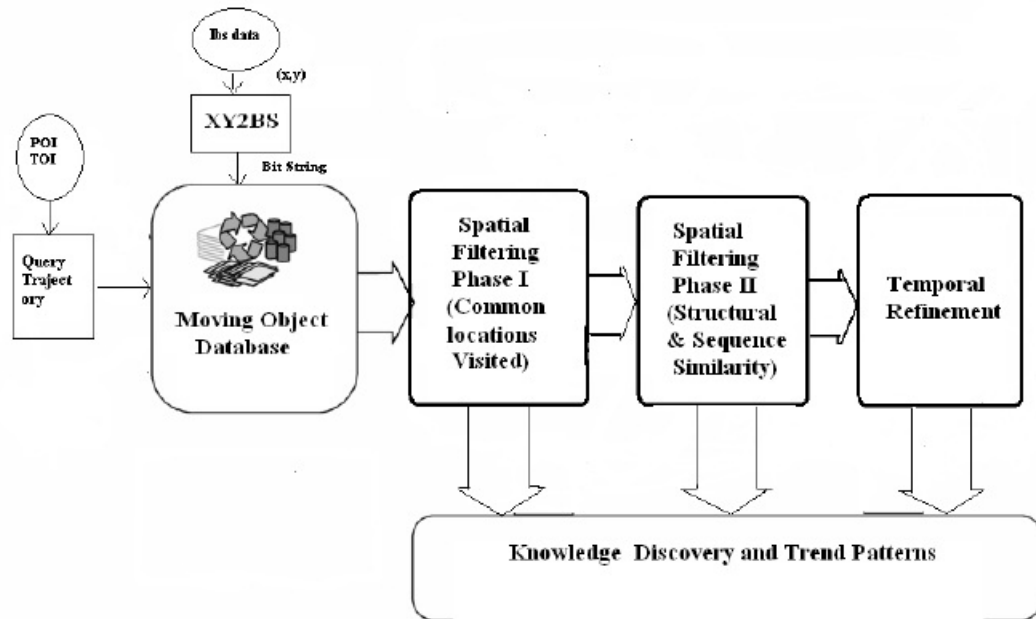 lbs data
(x,y)
XY2BS
Bit String
POI
TOI
Query
Traject
ory
Moving Object
Database
Spatial
Filtering
Phase I
(Common
locations
Visited)
Spatial
Filtering
Phase II
(Structural
& Sequence
Similarity)
Temporal
Refinement
Knowledge Discovery and Trend Patterns